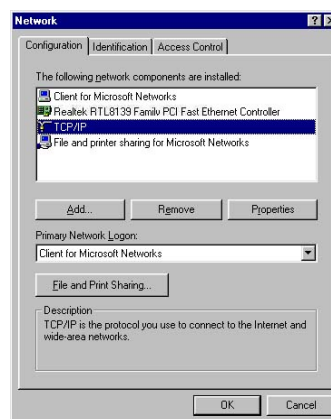 Network
Configuration Identification Access Control
The following network components are installed:
Client for Microsoft Networks
Realtek RTL8139 Family PCI Fast Ethernet Controller
TCP/IP
File and printer sharing for Microsoft Networks
Add... Remove Properties
Primary Network Logon:
Client for Microsoft Networks
File and Print Sharing...
Description
TCP/IP is the protocol you use to connect to the Internet and
wide-area networks.
OK Cancel